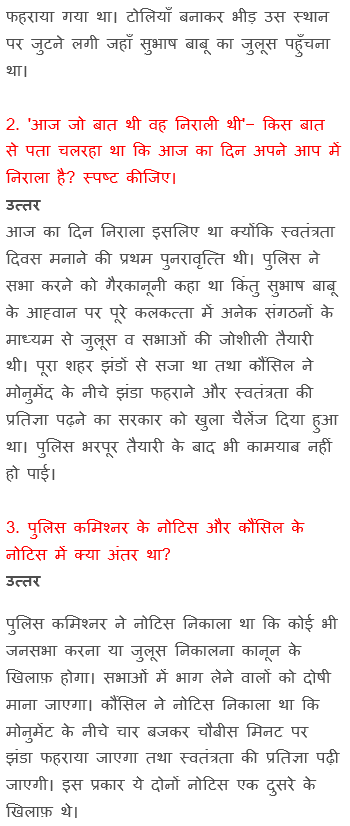 फहराया गया था। टोलियाँ बनाकर भीड़ उस स्थान
पर जुटने लगी जहाँ सुभाष बाबू का जुलूस पहुँचना
था।
2. 'आज जो बात थी वह निराली थी'− किस बात
से पता चलरहा था कि आज का दिन अपने आप में
निराला है? स्पष्ट कीजिए।
उत्तर
आज का दिन निराला इसलिए था क्योंकि स्वतंत्रता
दिवस मनाने की प्रथम पुनरावृत्ति थी। पुलिस ने
सभा करने को गैरकानूनी कहा था किंतु सुभाष बाबू
के आह्वान पर पूरे कलकत्ता में अनेक संगठनों के
माध्यम से जुलूस व सभाओं की जोशीली तैयारी
थी। पूरा शहर झंडों से सजा था तथा कौंसिल ने
मोनुमेंद के नीचे झंडा फहराने और स्वतंत्रता की
प्रतिज्ञा पढ़ने का सरकार को खुला चैलेंज दिया हुआ
था। पुलिस भरपूर तैयारी के बाद भी कामयाब नहीं
हो पाई।
3. पुलिस कमिश्नर के नोटिस और कौंसिल के
नोटिस में क्या अंतर था?
उत्तर
पुलिस कमिश्नर ने नोटिस निकाला था कि कोई भी
जनसभा करना या जुलूस निकालना कानून के
खिलाफ़ होगा। सभाओं में भाग लेने वालों को दोषी
माना जाएगा। कौंसिल ने नोटिस निकाला था कि
मोनुमेंट के नीचे चार बजकर चौबीस मिनट पर
झंडा फहराया जाएगा तथा स्वतंत्रता की प्रतिज्ञा पढ़ी
जाएगी। इस प्रकार ये दोनों नोटिस एक दुसरे के
खिलाफ़ थे।